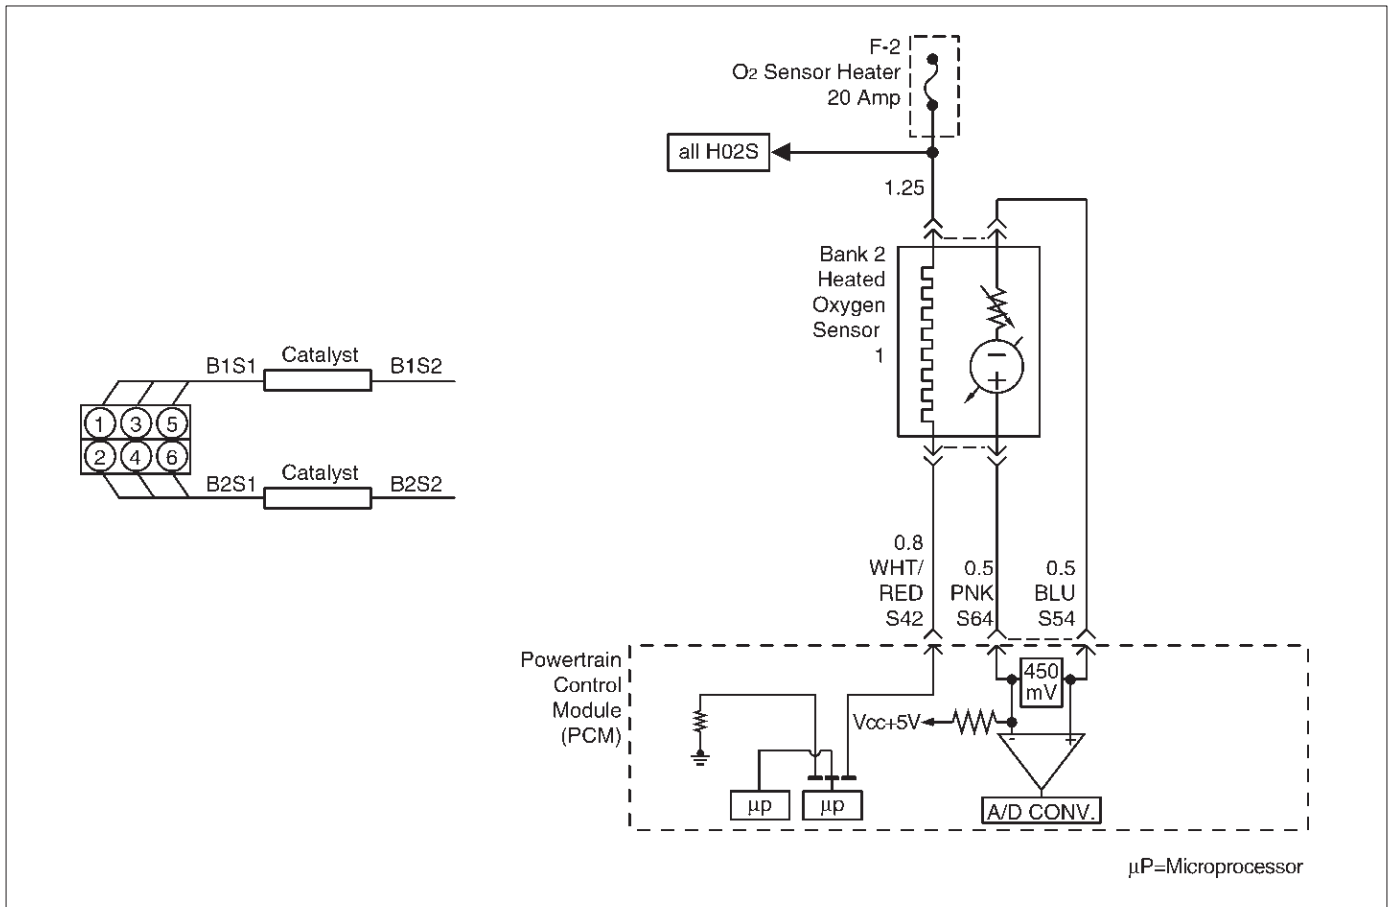 F-2
O2 Sensor Heater
20 Amp
all H02S
1.25
Bank 2
Heated
Oxygen
Sensor
1
−
+
B1S1
Catalyst
B1S2
1 3 5
2 4 6
B2S1
Catalyst
B2S2
0.8
WHT/
RED
S42
0.5
PNK
S64
0.5
BLU
S54
Powertrain
Control
Module
(PCM)
450
mV
Vcc+5V
- +
µp
µp
A/D CONV.
µP=Microprocessor